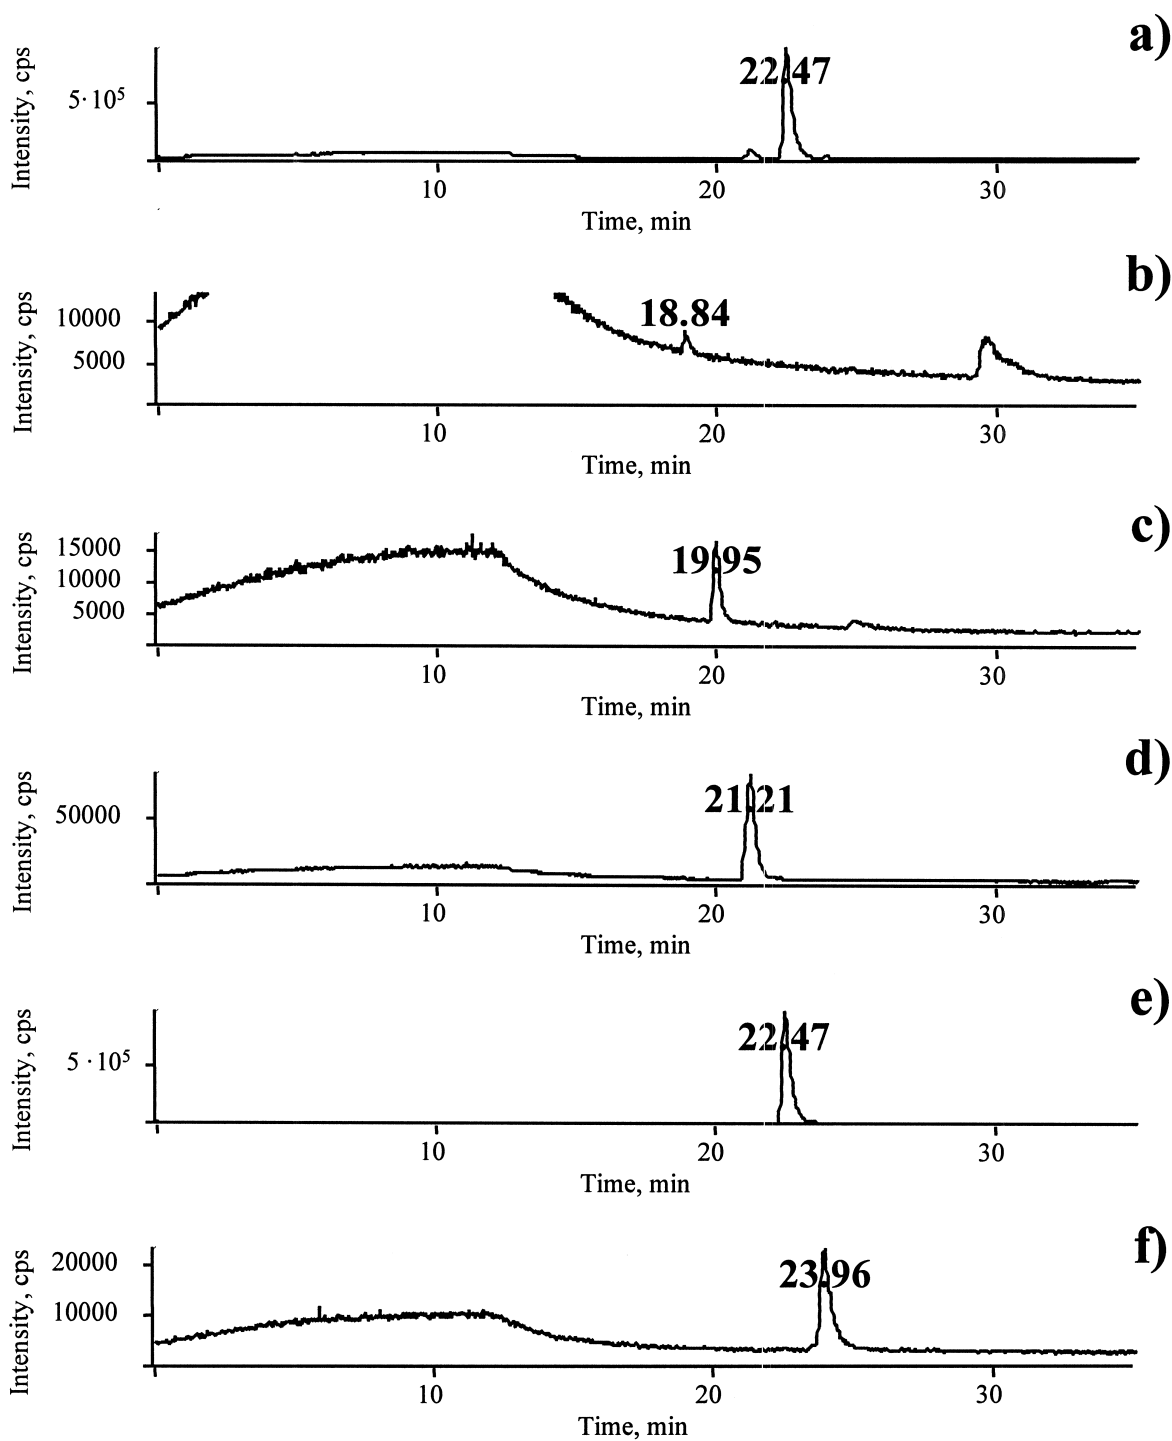 a)
Intensity, cps
5·10⁵
22.47
10 20 30
Time, min
b)
Intensity, cps
10000
5000
18.84
10 20 30
Time, min
c)
Intensity, cps
15000
10000
5000
19.95
10 20 30
Time, min
d)
Intensity, cps
50000
21.21
10 20 30
Time, min
e)
Intensity, cps
5·10⁵
22.47
10 20 30
Time, min
f)
Intensity, cps
20000
10000
23.96
10 20 30
Time, min